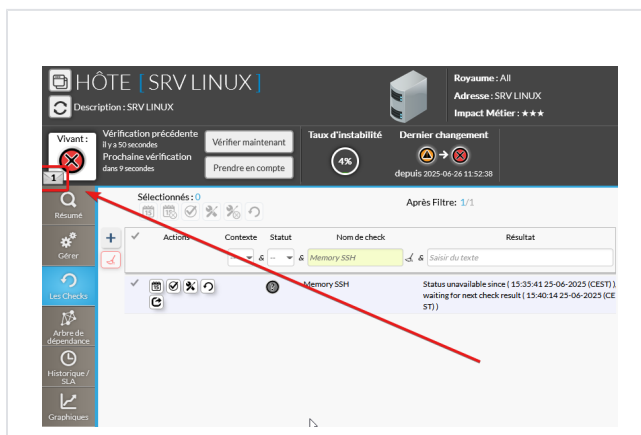 HÔTE [ SRV LINUX ]
Description : SRV LINUX
Royaume : All
Adresse : SRV LINUX
Impact Métier : ★★★
Vivant :
1
Vérification précédente
Il y a 50 secondes
Prochaine vérification
dans 9 secondes
Vérifier maintenant
Prendre en compte
Taux d'instabilité
4%
Dernier changement
depuis 2025-06-26 11:52:38
Résumé
Gérer
Les Checks
Arbre de
dépendance
Historique /
SLA
Graphiques
Sélectionnés : 0
Après Filtre: 1/1
Actions Contexte Statut Nom de check Résultat
-- & -- & Memory SSH & Saisir du texte
Memory SSH
Status unavailable since ( 15:35:41 25-06-2025 (CEST) ),
waiting for next check result ( 15:40:14 25-06-2025 (CE
ST) )